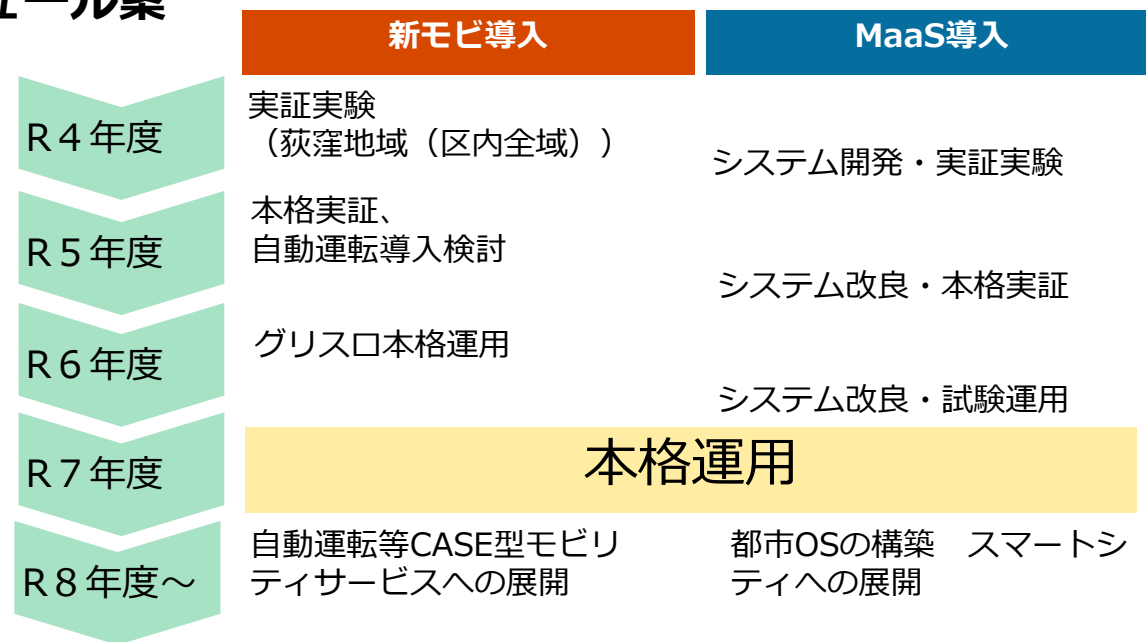 ュール案
新モビ導入
MaaS導入
R4年度
実証実験
（荻窪地域（区内全域））
システム開発・実証実験
R5年度
本格実証、
自動運転導入検討
システム改良・本格実証
R6年度
グリスロ本格運用
システム改良・試験運用
R7年度
本格運用
R8年度～
自動運転等CASE型モビリ
ティサービスへの展開
都市OSの構築　スマートシ
ティへの展開